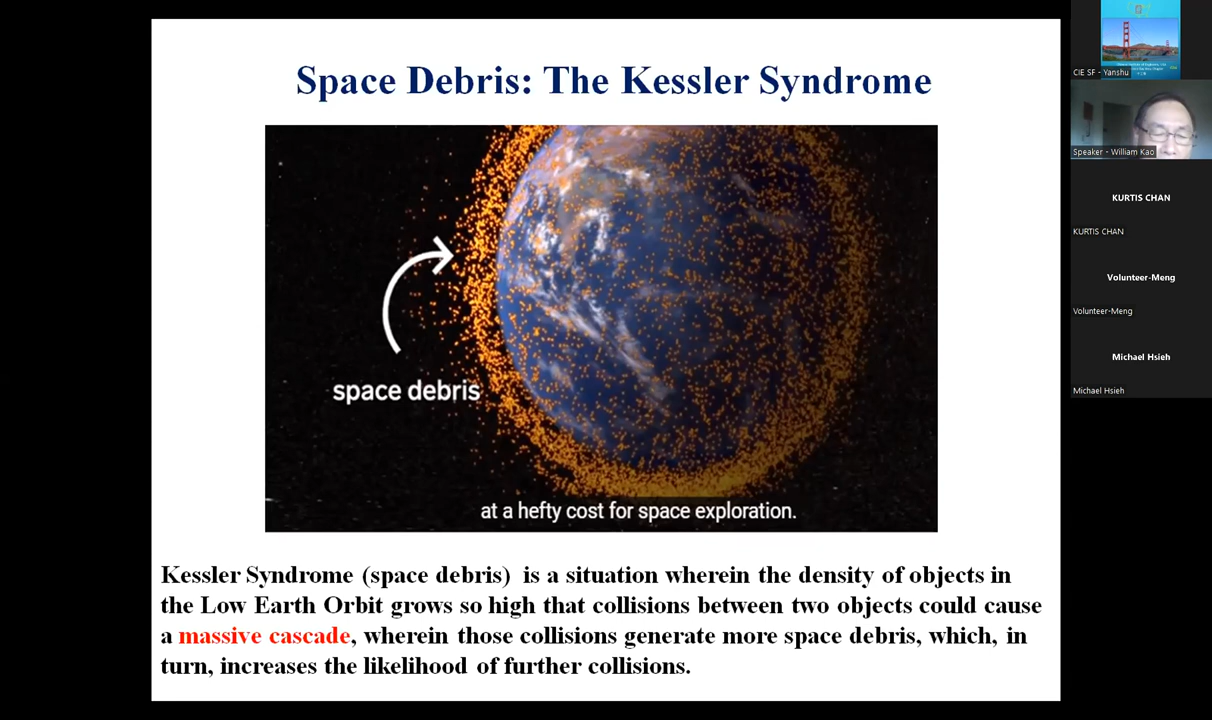 Space Debris: The Kessler Syndrome
space debris
at a hefty cost for space exploration.
Kessler Syndrome (space debris) is a situation wherein the density of objects in
the Low Earth Orbit grows so high that collisions between two objects could cause
a massive cascade, wherein those collisions generate more space debris, which, in
turn, increases the likelihood of further collisions.
CIE SF - Yanshu
Speaker - William Kao
KURTIS CHAN
KURTIS CHAN
Volunteer-Meng
Volunteer-Meng
Michael Hsieh
Michael Hsieh